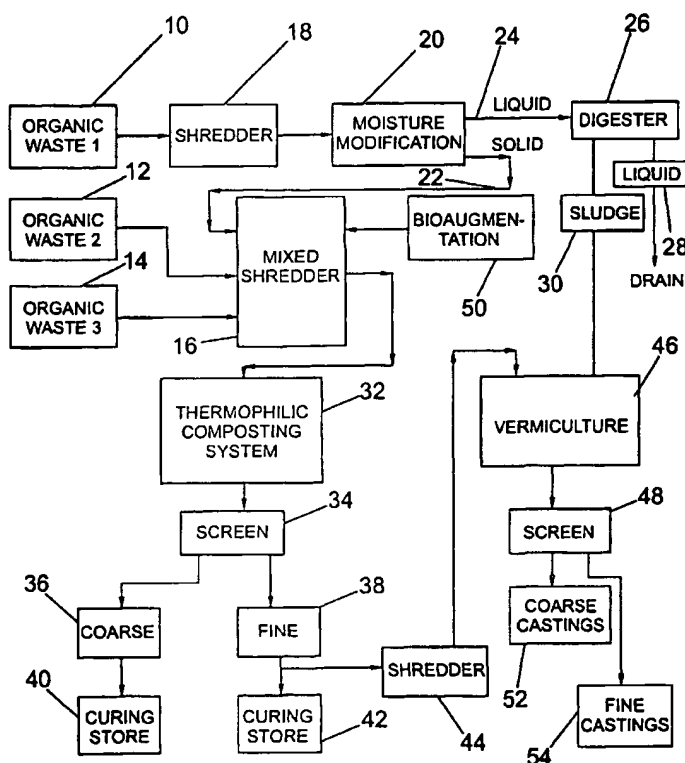 10
18
20
24
26
ORGANIC
WASTE 1
SHREDDER
MOISTURE
MODIFICATION
LIQUID
DIGESTER
SOLID
12
22
LIQUID
ORGANIC
WASTE 2
MIXED
SHREDDER
BIOAUGMEN-
TATION
SLUDGE
28
14
30
DRAIN
50
ORGANIC
WASTE 3
16
46
32
THERMOPHILIC
COMPOSTING
SYSTEM
VERMICULTURE
34
48
SCREEN
SCREEN
36
38
COARSE
FINE
COARSE
CASTINGS
SHREDDER
52
40
CURING
STORE
CURING
STORE
42
44
FINE
CASTINGS
54